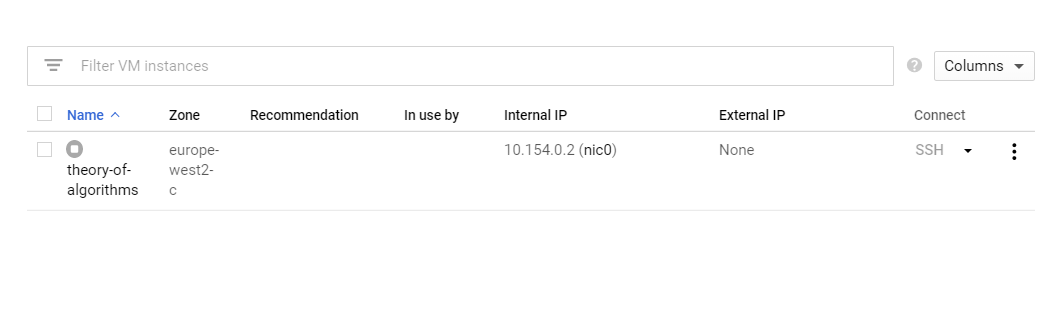 Filter VM instances
Columns
Name Zone Recommendation In use by Internal IP External IP Connect
europe- 10.154.0.2 (nic0) None SSH
theory-of- west2-
algorithms c